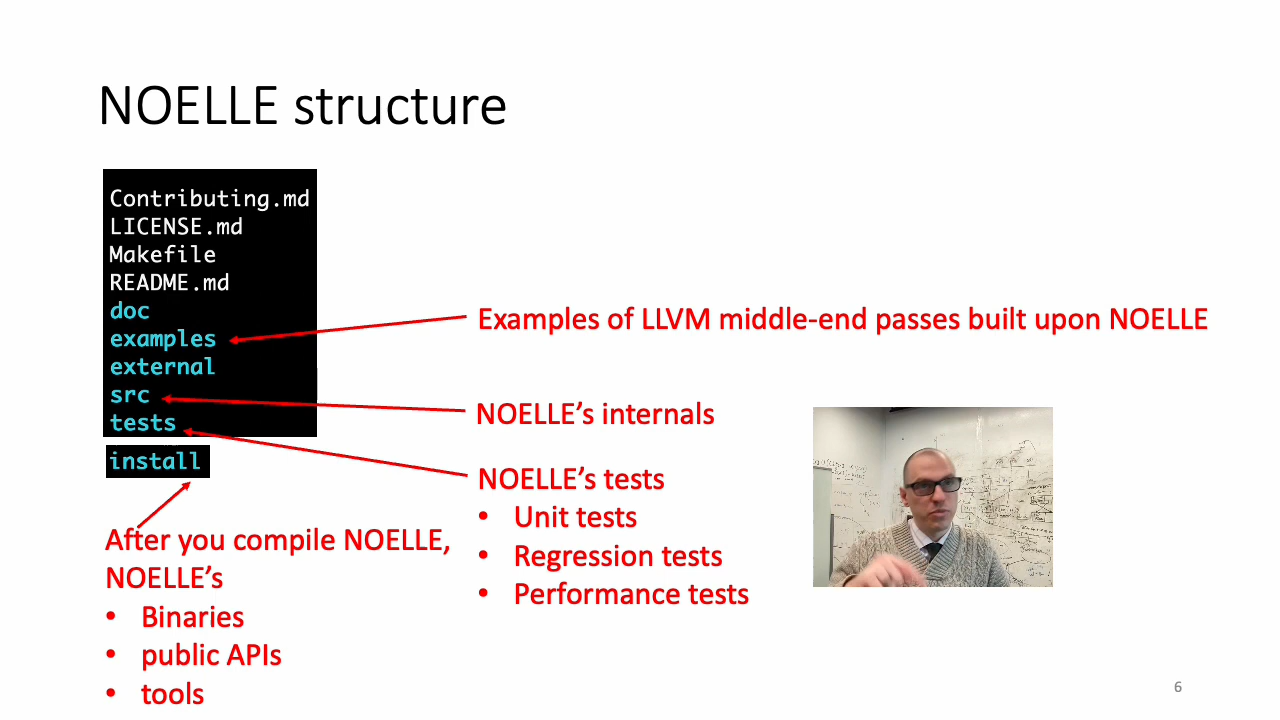 NOELLE structure
Contributing.md
LICENSE.md
Makefile
README.md
doc
examples
external
src
tests
install
Examples of LLVM middle-end passes built upon NOELLE
NOELLE’s internals
NOELLE’s tests
• Unit tests
• Regression tests
• Performance tests
After you compile NOELLE,
NOELLE’s
• Binaries
• public APIs
• tools
6